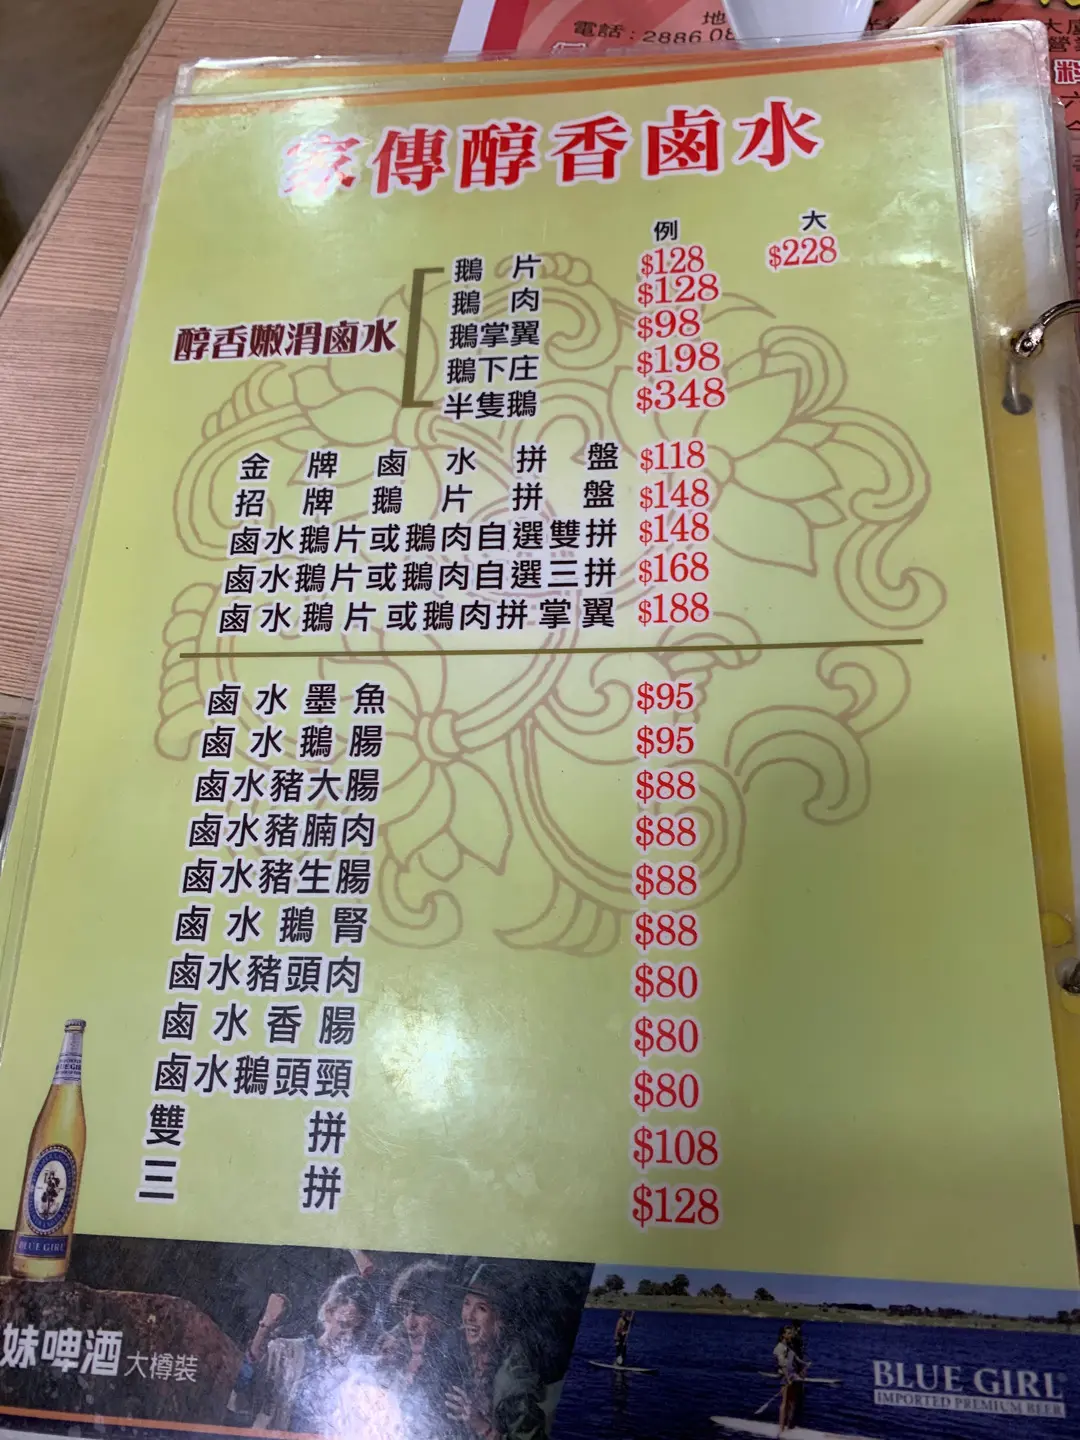 電話：2886 08
家傳醇香鹵水
例 大
醇香嫩滑鹵水
鵝片 $128 $228
鵝肉 $128
鵝掌翼 $98
鵝下庄 $198
半隻鵝 $348
金牌鹵水拼盤 $118
招牌鵝片拼盤 $148
鹵水鵝片或鵝肉自選雙拼 $148
鹵水鵝片或鵝肉自選三拼 $168
鹵水鵝片或鵝肉拼掌翼 $188
鹵水墨魚 $95
鹵水鵝腸 $95
鹵水豬大腸 $88
鹵水豬腩肉 $88
鹵水豬生腸 $88
鹵水鵝腎 $88
鹵水豬頭肉 $80
鹵水香腸 $80
鹵水鵝頭頸 $80
雙拼 $108
三拼 $128
BLUE GIRL
妹啤酒 大樽裝
BLUE GIRL
IMPORTED PREMIUM BEER